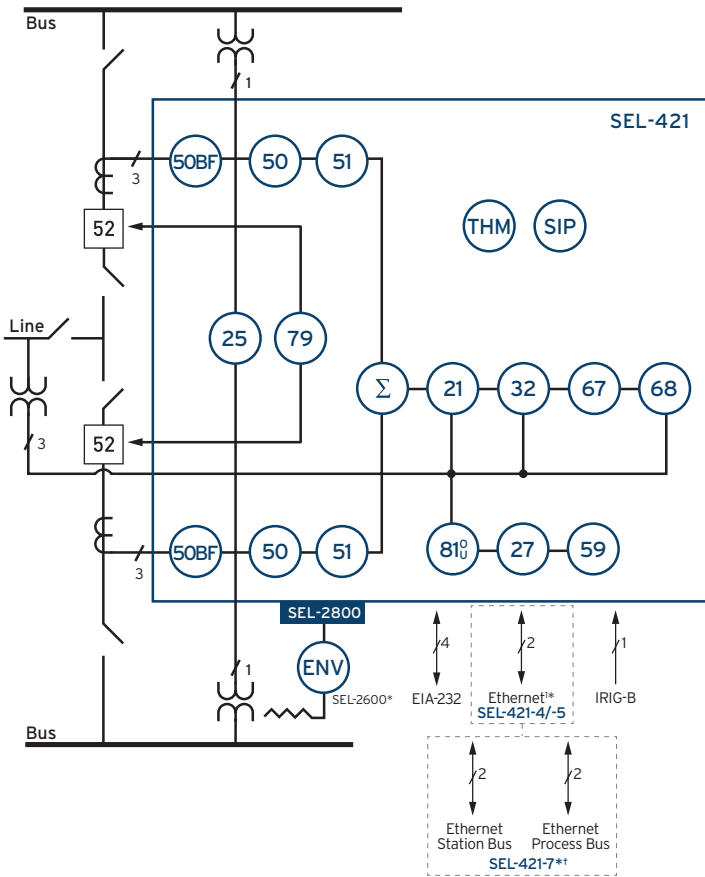 Bus
1
SEL-421
50BF
50
51
3
THM
SIP
52
Line
25
79
Σ
21
32
67
68
3
52
50BF
50
51
81 O U
27
59
3
SEL-2800
1
ENV
SEL-2600*
4
2
1
EIA-232
Ethernet¹*
IRIG-B
SEL-421-4/-5
Bus
2
2
Ethernet
Station Bus
Ethernet
Process Bus
SEL-421-7*†